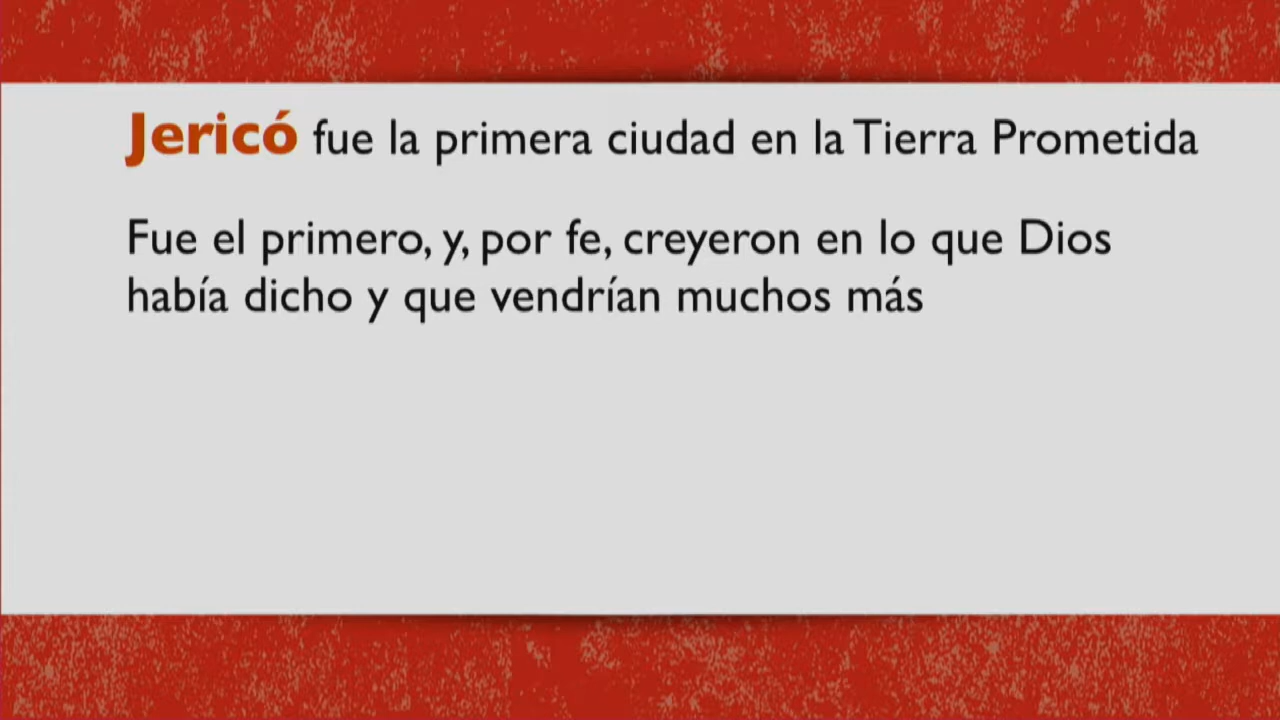 Jericó fue la primera ciudad en la Tierra Prometida
Fue el primero, y, por fe, creyeron en lo que Dios
había dicho y que vendrían muchos más